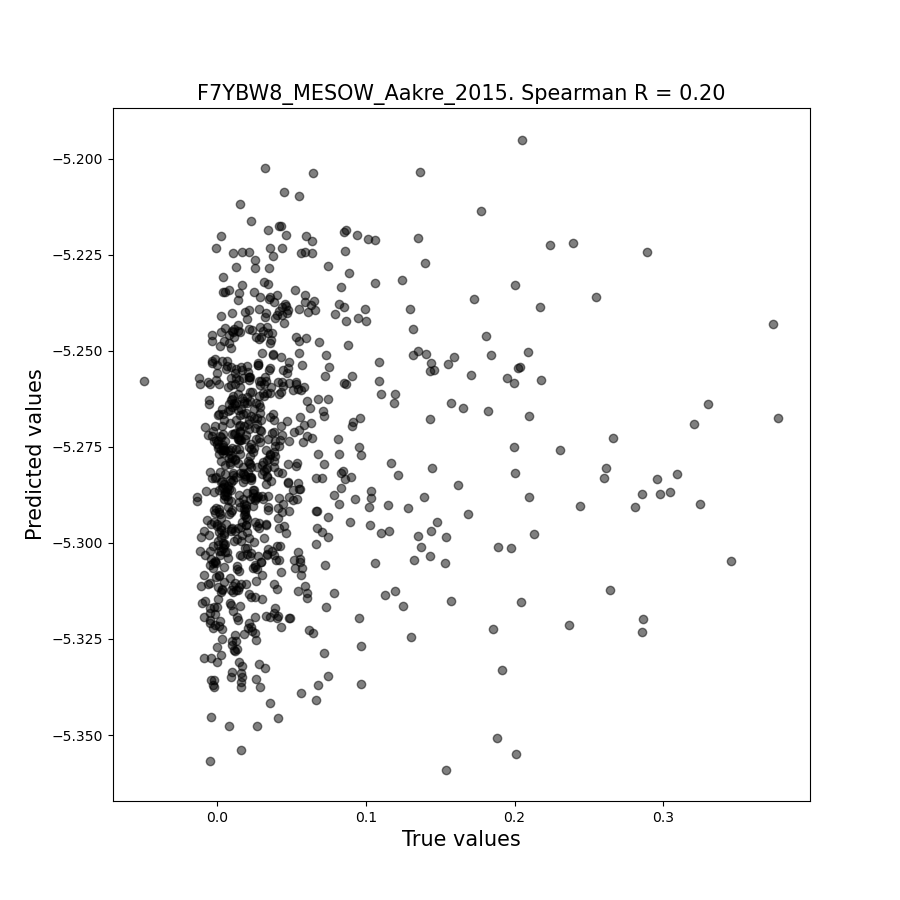 F7YBW8_MESOW_Aakre_2015. Spearman R = 0.20
Predicted values
−5.200
−5.225
−5.250
−5.275
−5.300
−5.325
−5.350
0.0 0.1 0.2 0.3
True values